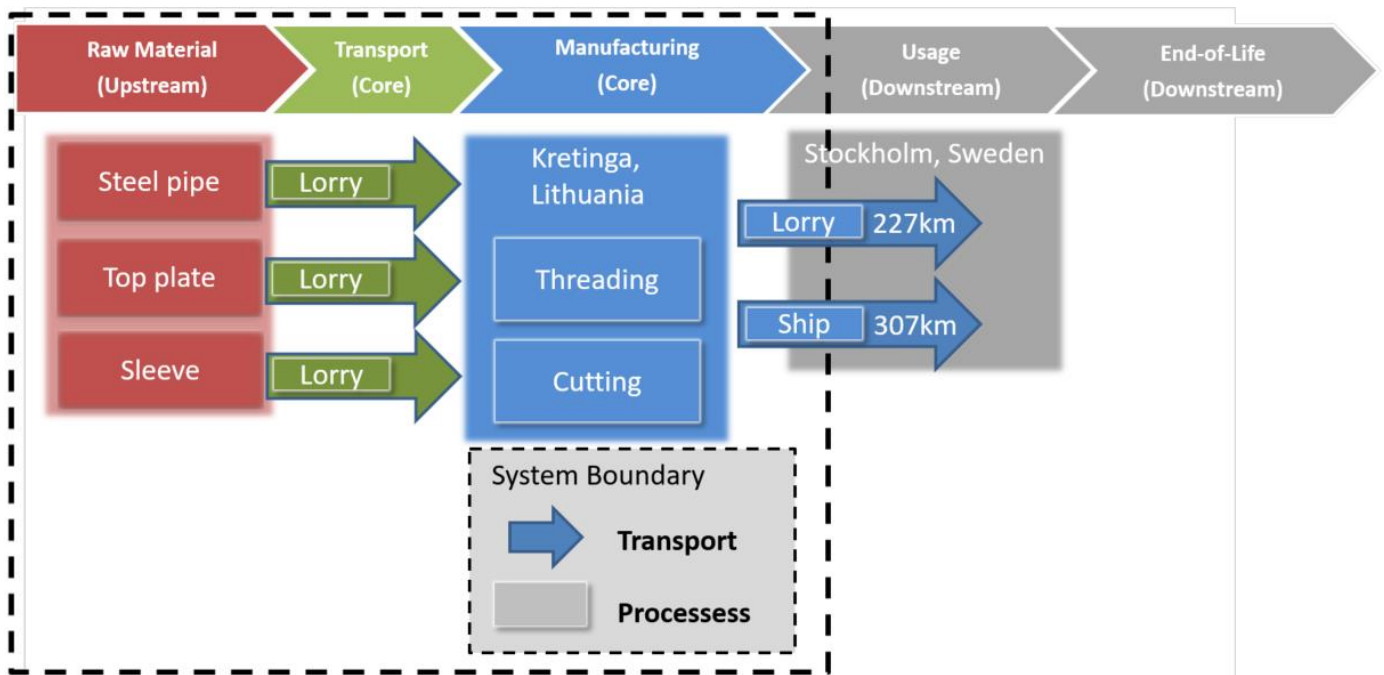 Raw Material
(Upstream)
Transport
(Core)
Manufacturing
(Core)
Usage
(Downstream)
End-of-Life
(Downstream)
Steel pipe
Lorry
Top plate
Lorry
Sleeve
Lorry
Kretinga,
Lithuania
Threading
Cutting
Stockholm, Sweden
Lorry 227km
Ship 307km
System Boundary
Transport
Processess